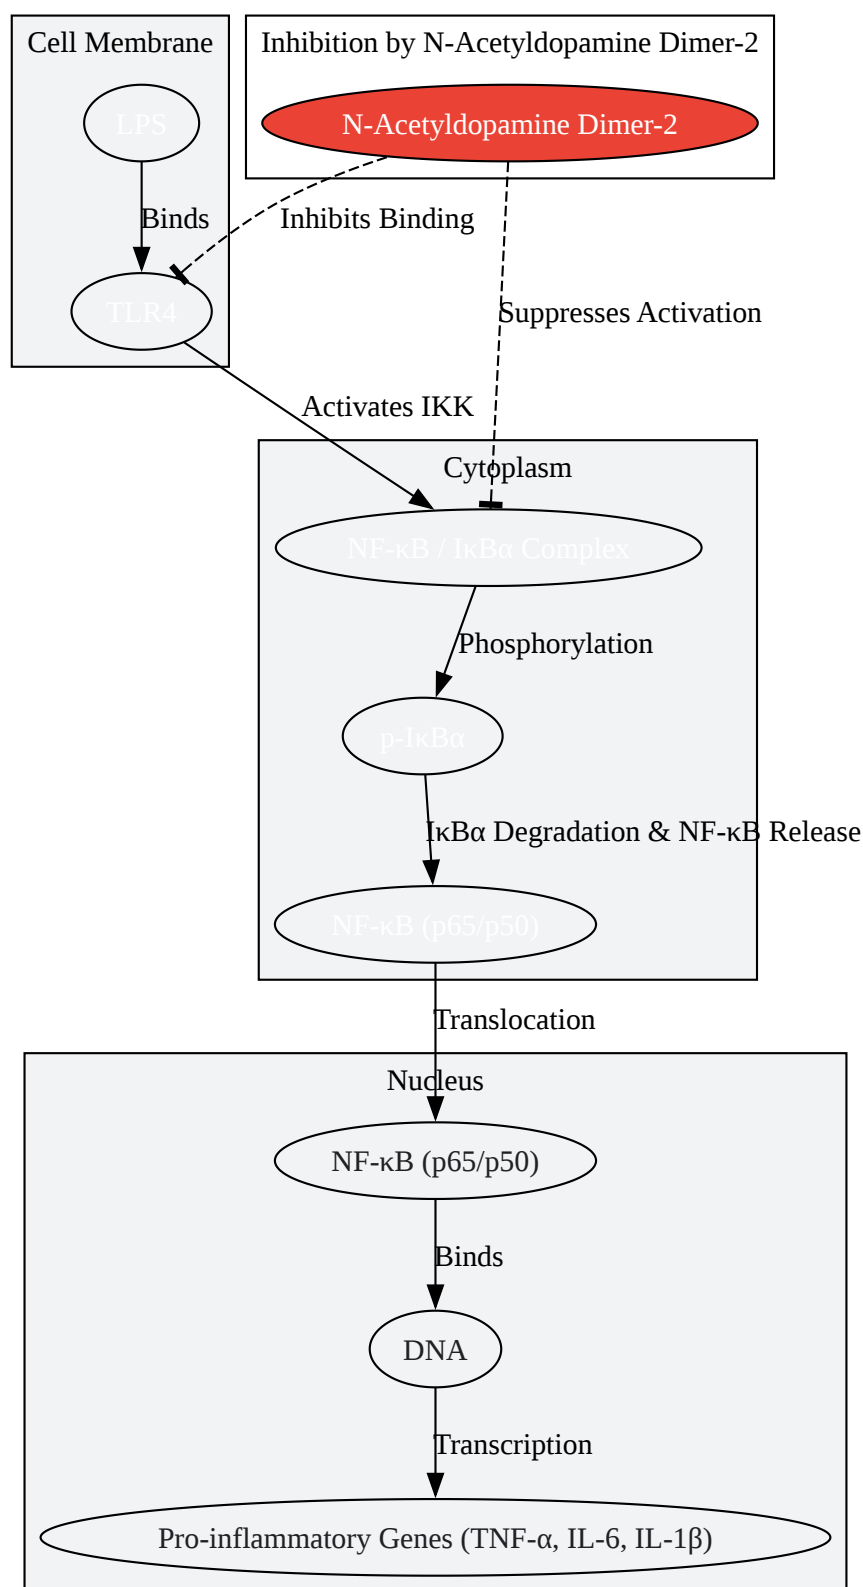 Cell Membrane
Inhibition by N-Acetyldopamine Dimer-2
LPS
N-Acetyldopamine Dimer-2
Binds
Inhibits Binding
TLR4
Suppresses Activation
Activates IKK
Cytoplasm
NF-κB / IκBα Complex
Phosphorylation
p-IκBα
IκBα Degradation & NF-κB Release
NF-κB (p65/p50)
Translocation
Nucleus
NF-κB (p65/p50)
Binds
DNA
Transcription
Pro-inflammatory Genes (TNF-α, IL-6, IL-1β)